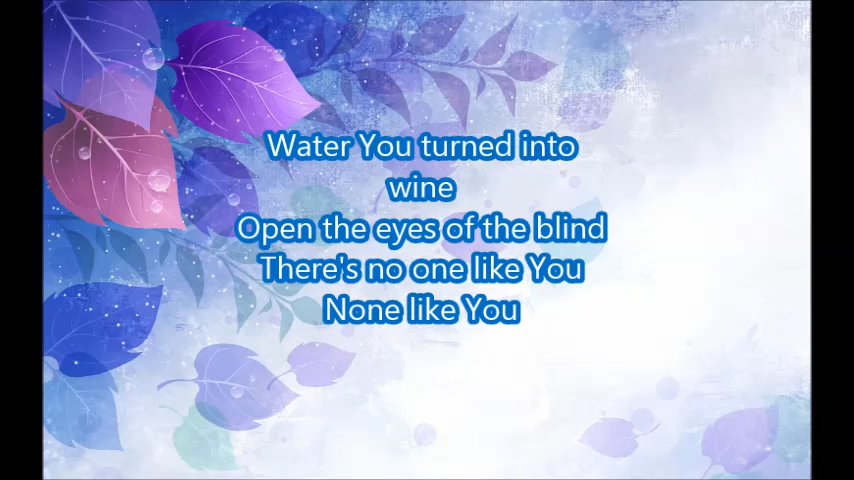 Water You turned into
wine
Open the eyes of the blind
There's no one like You
None like You